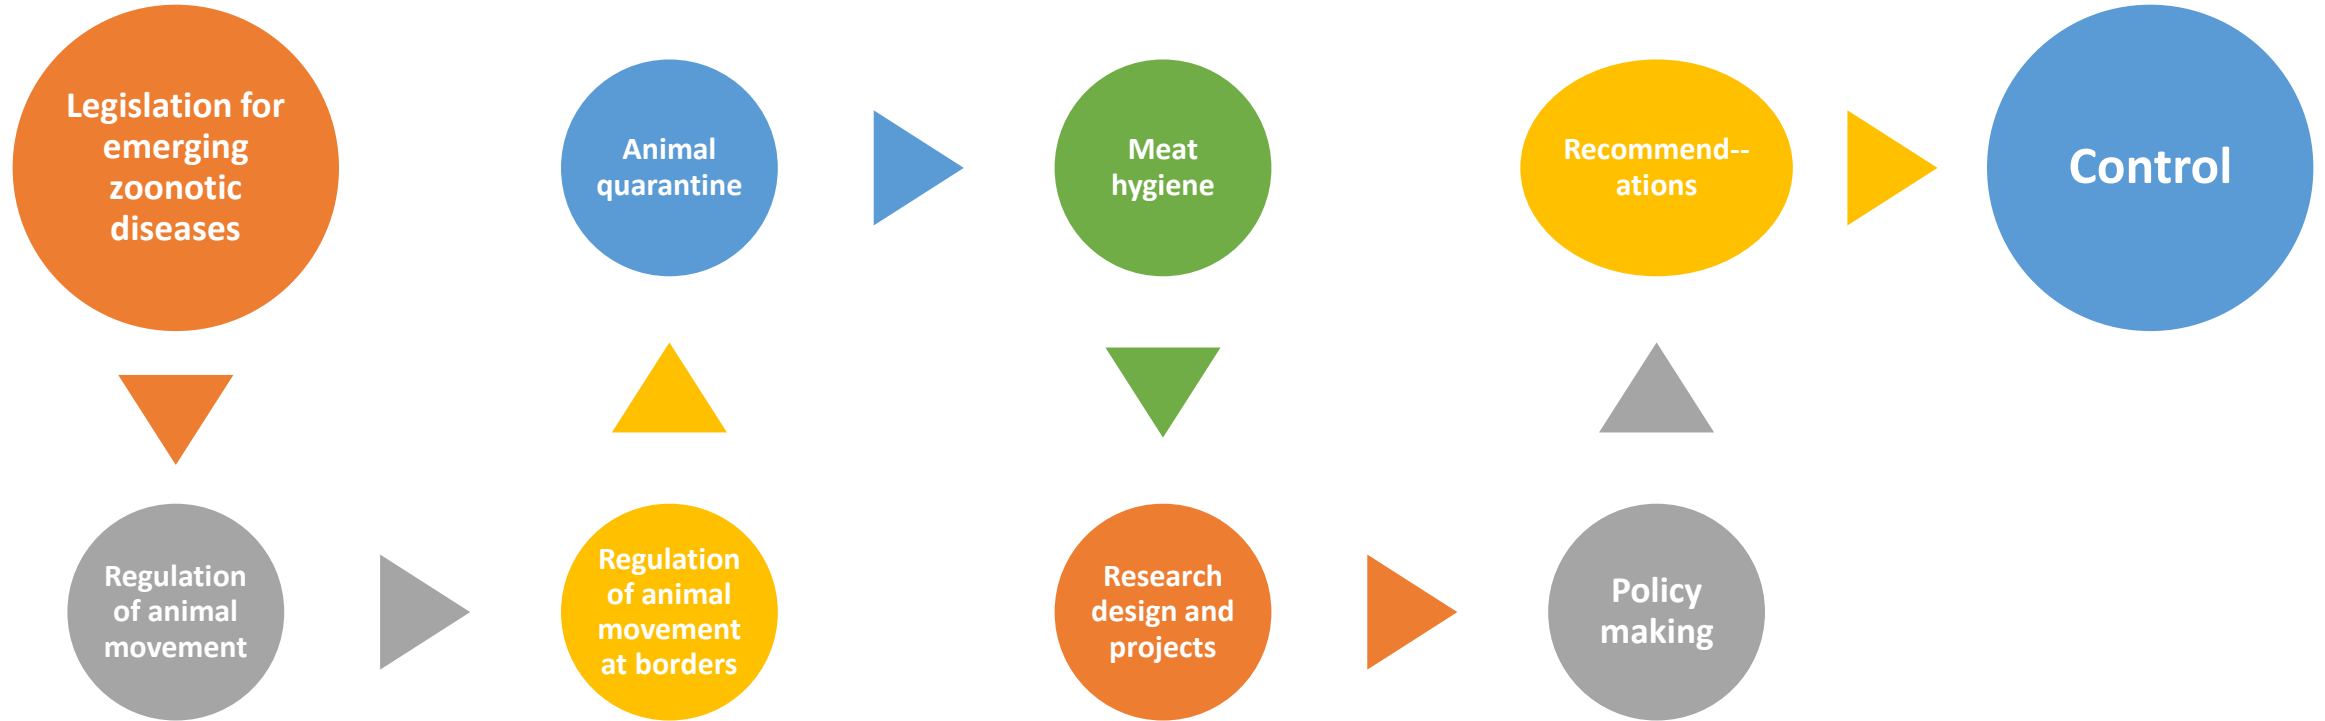 Legislation for
emerging
zoonotic
diseases
Regulation
of animal
movement
Regulation
of animal
movement
at borders
Animal
quarantine
Meat
hygiene
Research
design and
projects
Policy
making
Recommend--
ations
Control